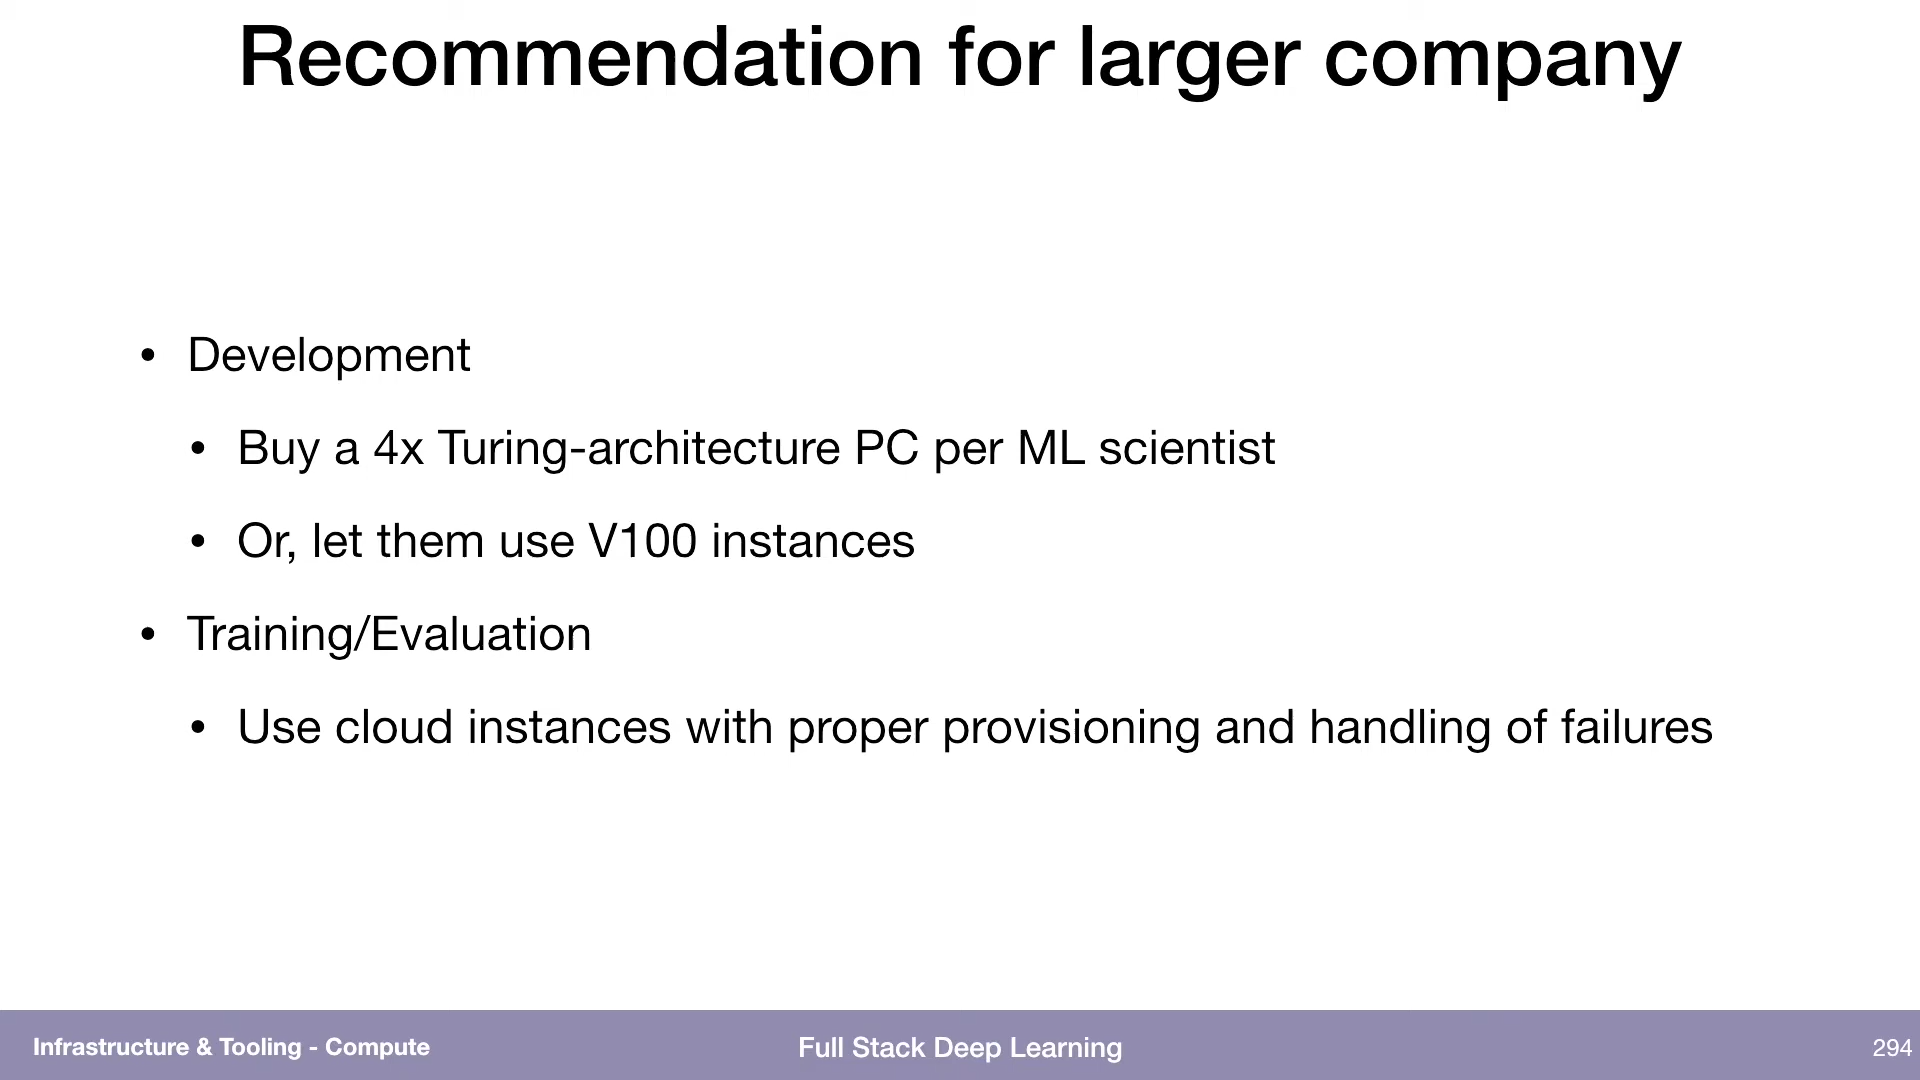 Recommendation for larger company
• Development
• Buy a 4x Turing-architecture PC per ML scientist
• Or, let them use V100 instances
• Training/Evaluation
• Use cloud instances with proper provisioning and handling of failures
Infrastructure & Tooling - Compute
Full Stack Deep Learning
294